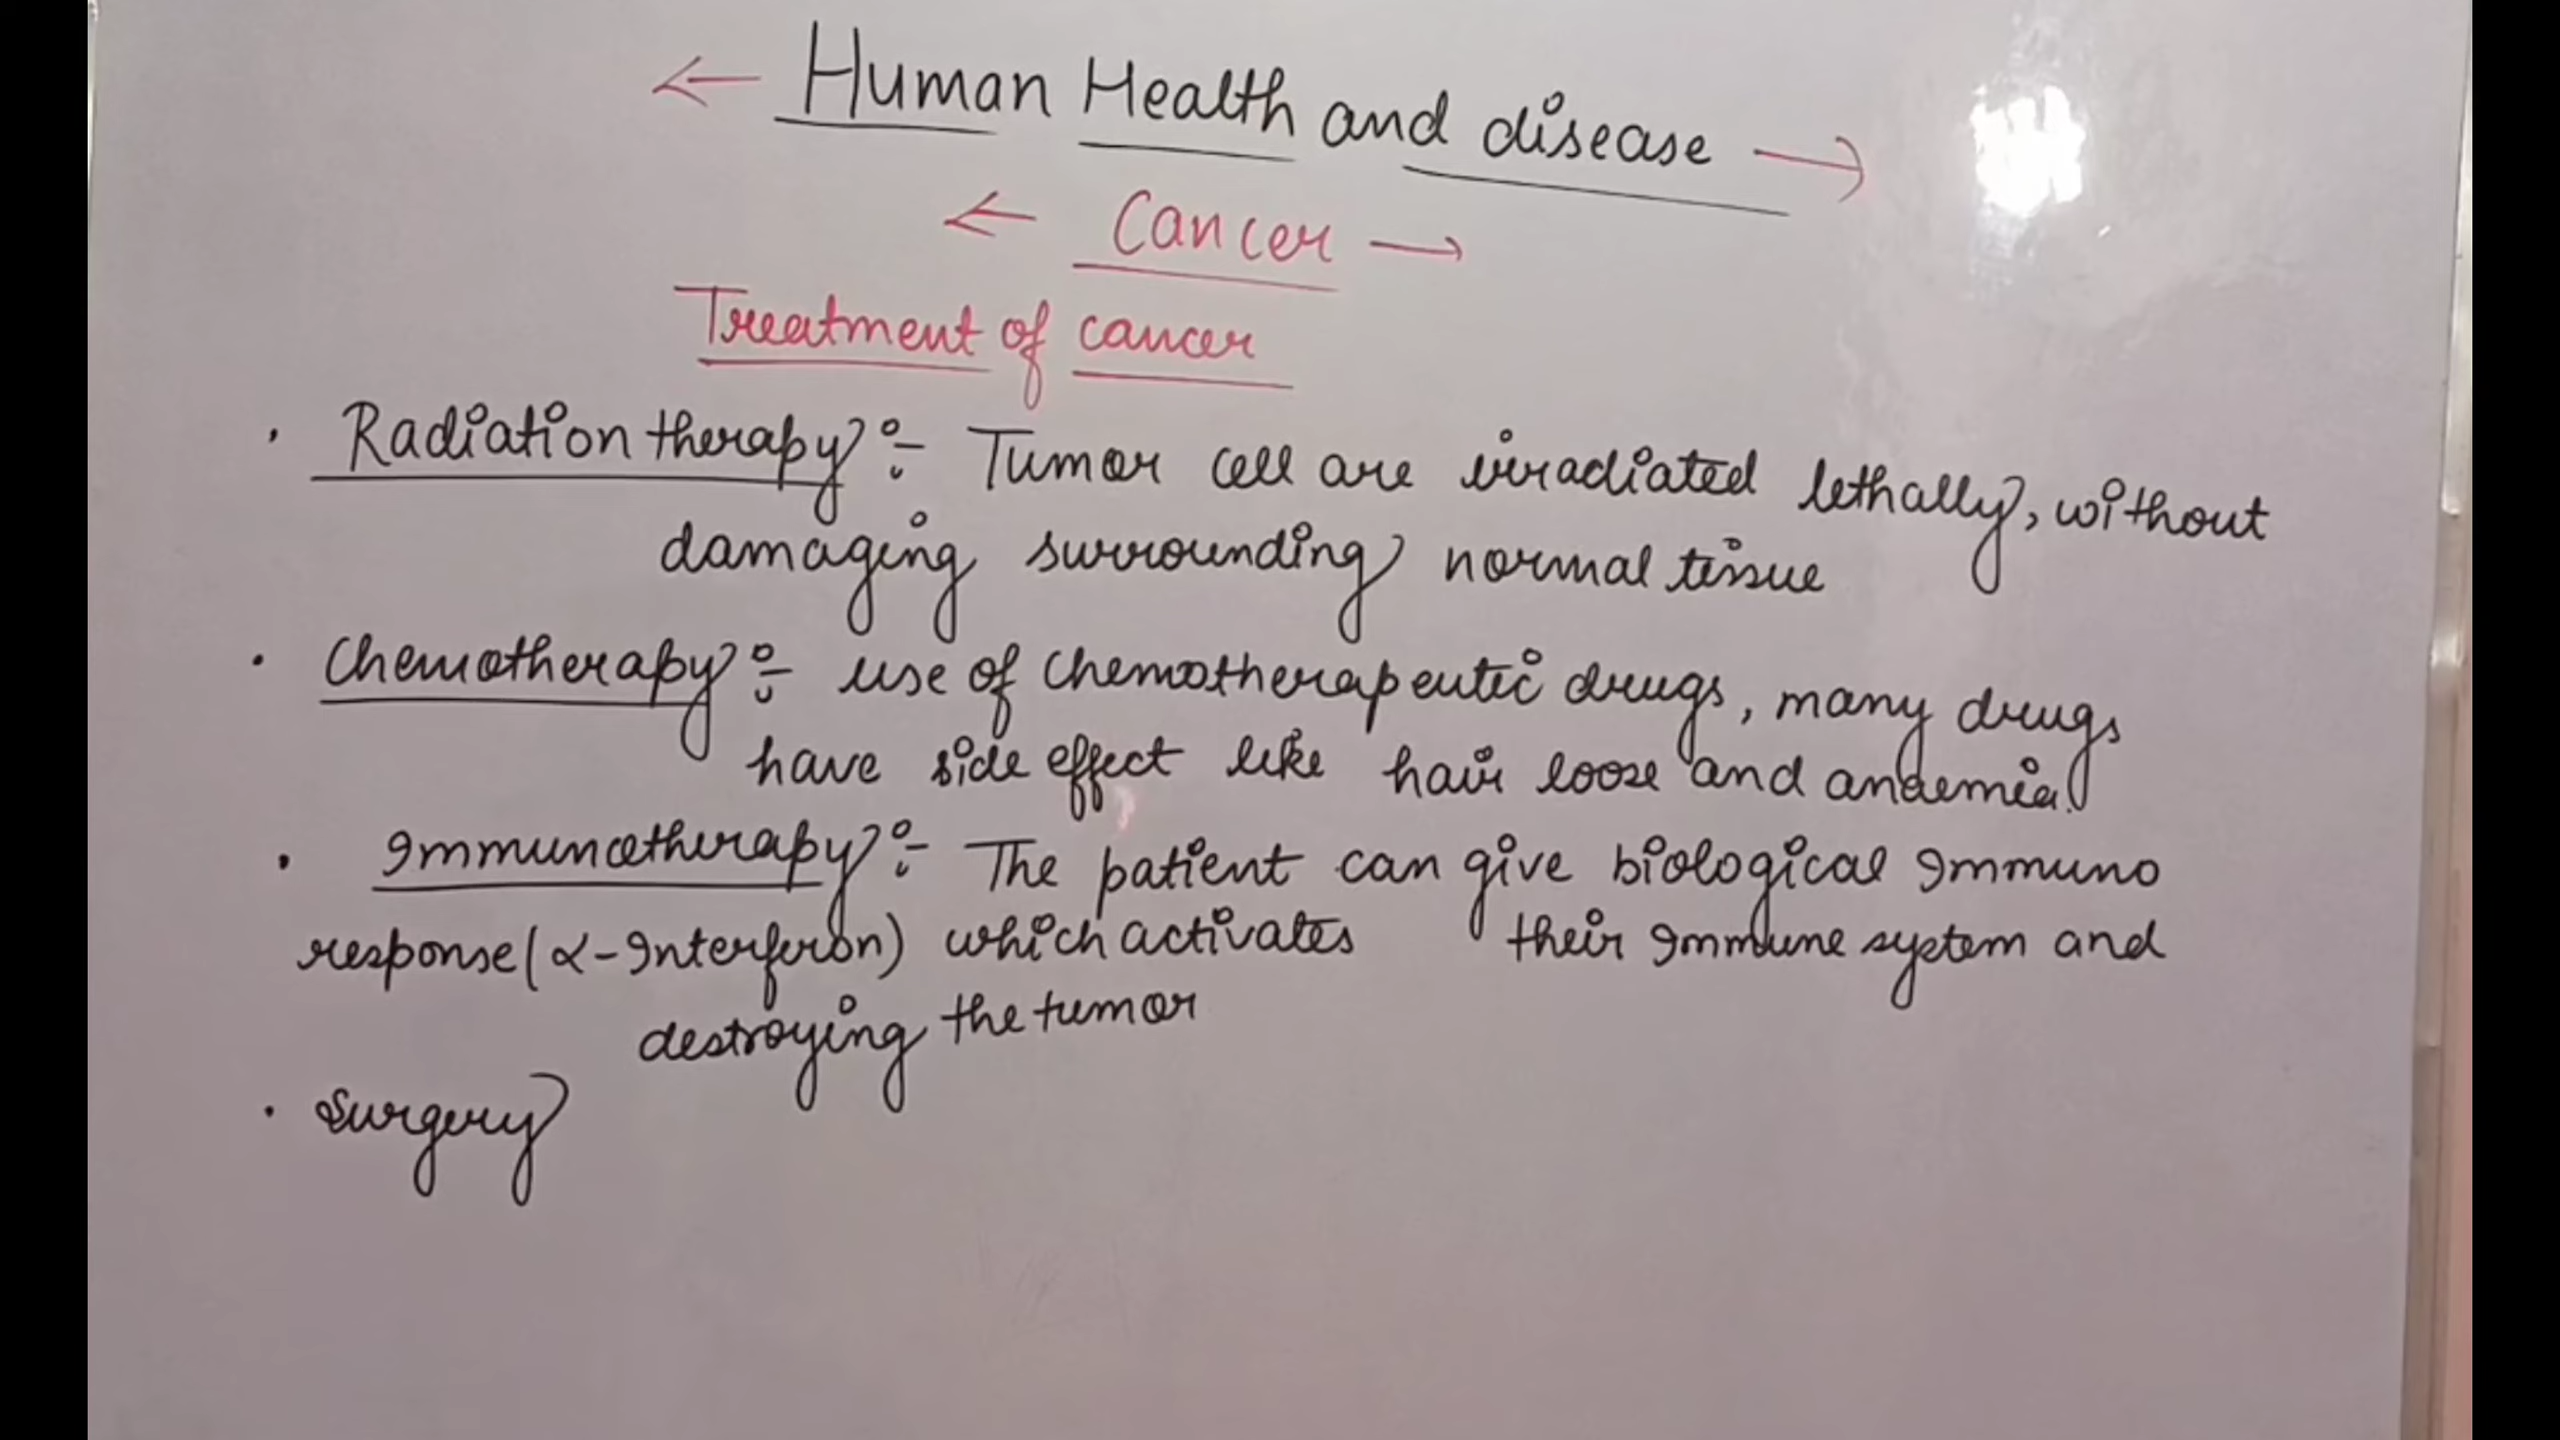 ← Human Health and disease →
← Cancer →
Treatment of cancer
· Radiation therapy :- Tumor cell are irradiated lethally, without
damaging surrounding normal tissue
· Chemotherapy :- use of Chemotherapeutic drugs, many drugs
have side effect like hair loose and anaemia.
· Immunotherapy :- The patient can give biological Immuno
response (α-Interferon) which activates their Immune system and
destroying the tumor
· Surgery